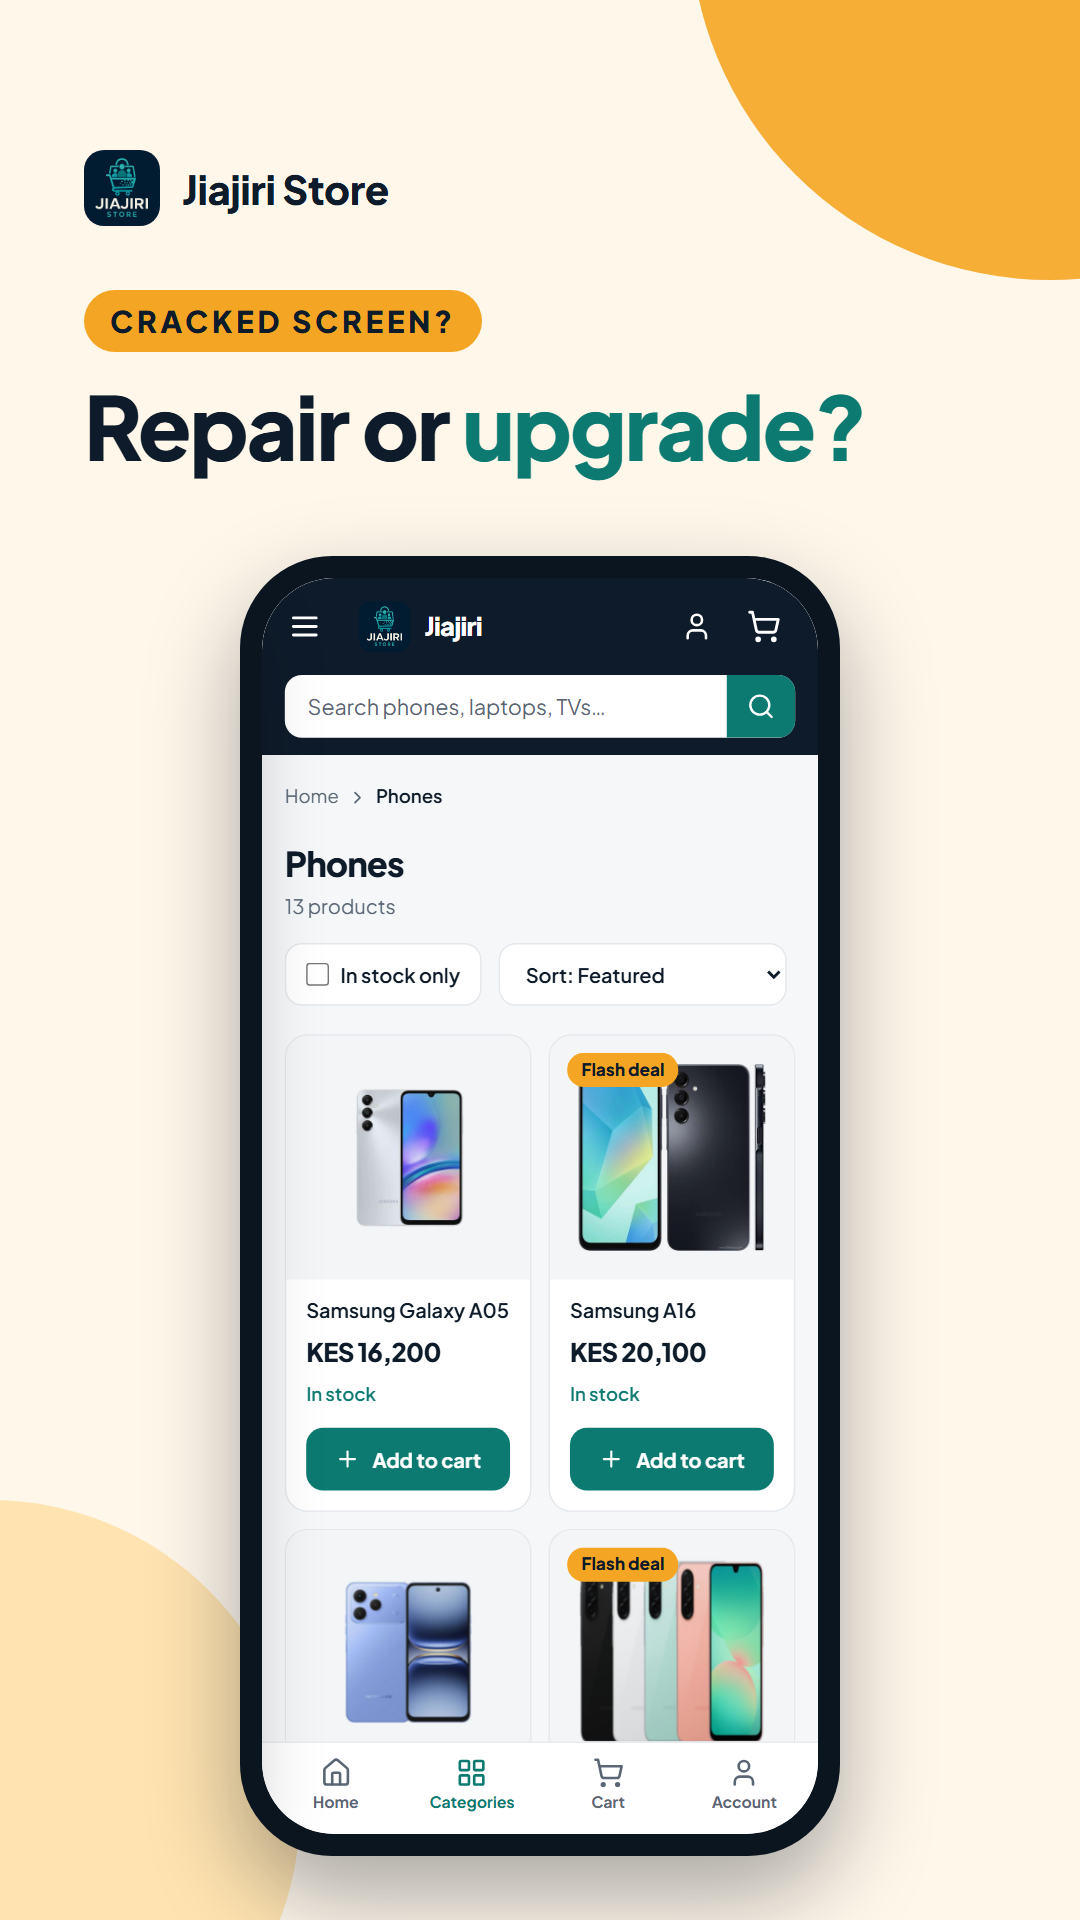 JIAJIRI
STORE
Jiajiri Store
CRACKED SCREEN?
Repair or upgrade?
JIAJIRI
STORE
Jiajiri
Search phones, laptops, TVs...
Home > Phones
Phones
13 products
In stock only
Sort: Featured
Flash deal
Samsung Galaxy A05
KES 16,200
In stock
+ Add to cart
Samsung A16
KES 20,100
In stock
+ Add to cart
Flash deal
Home
Categories
Cart
Account